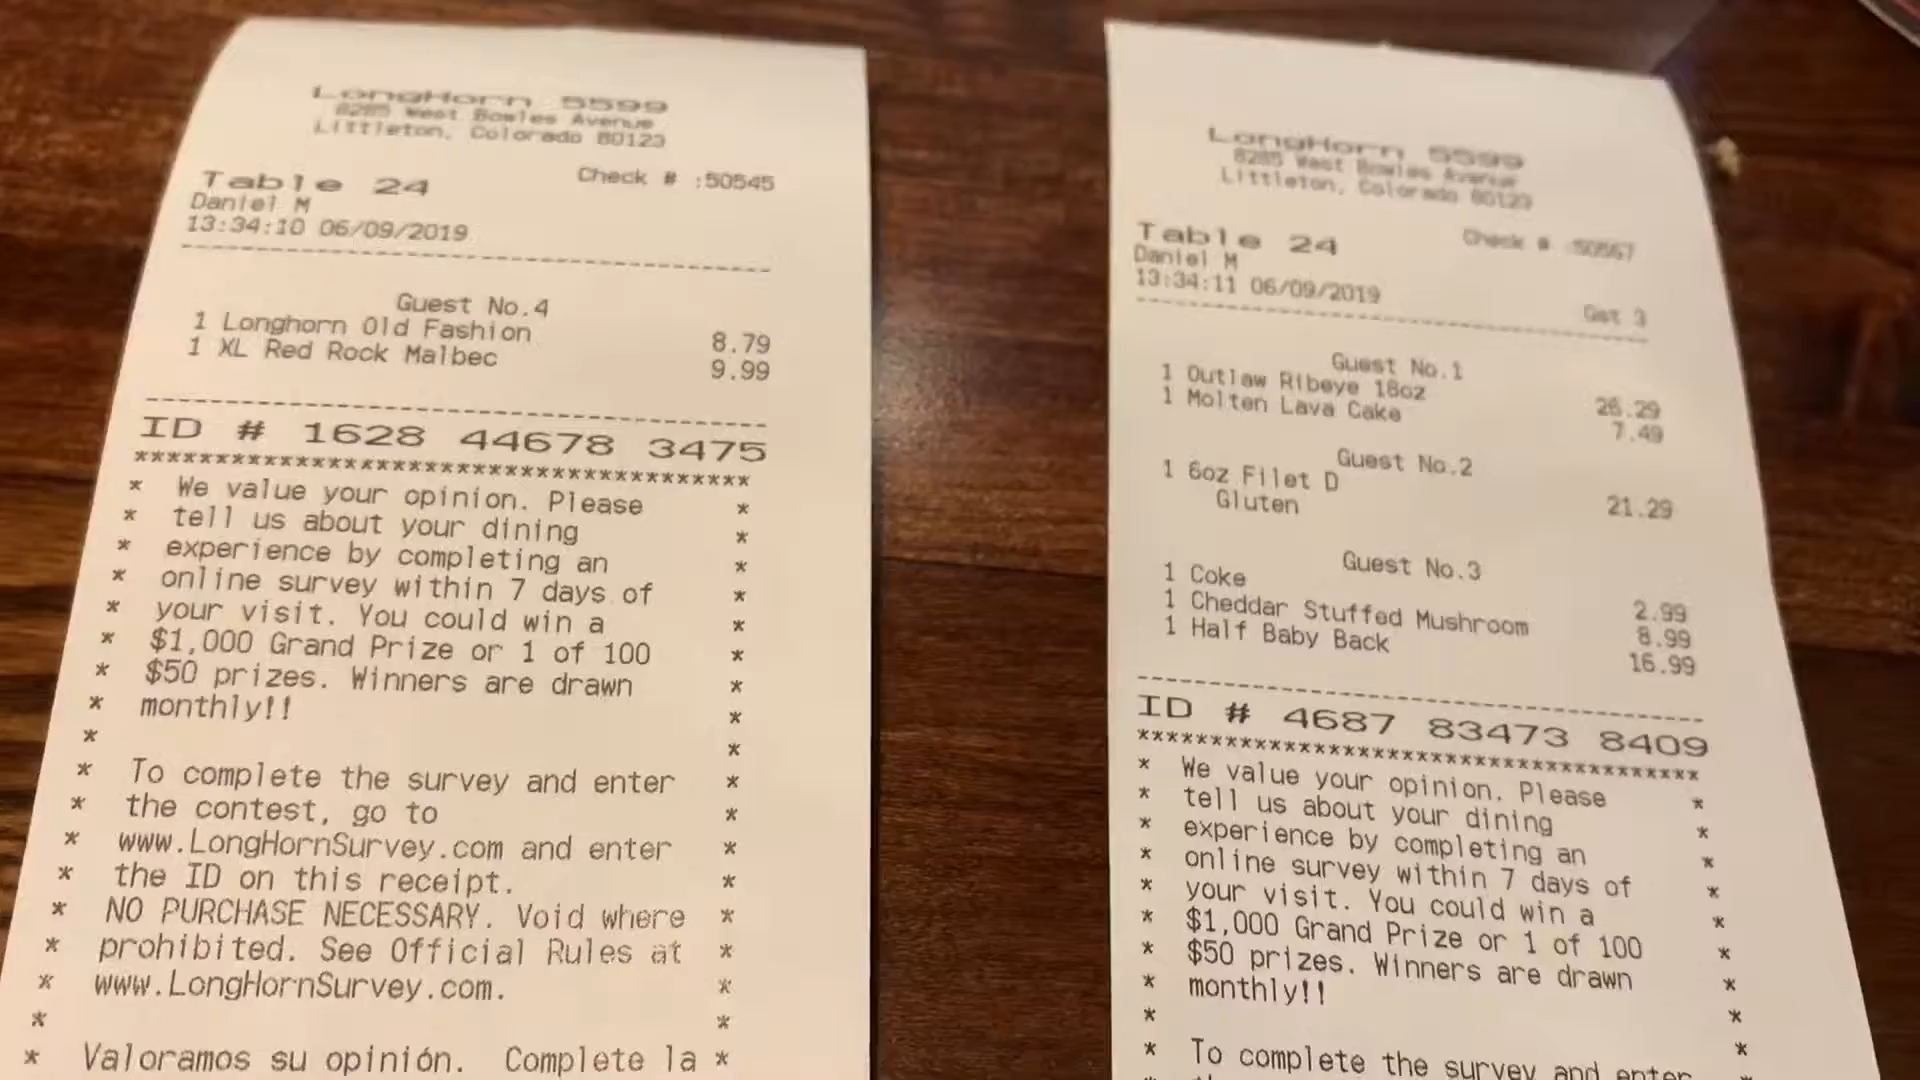 LongHorn 5599
8285 West Bowles Avenue
Littleton, Colorado 80123
Table 24 Check # :50545
Daniel M
13:34:10 06/09/2019
Guest No.4
1 Longhorn Old Fashion 8.79
1 XL Red Rock Malbec 9.99
ID # 1628 44678 3475
****************************************
* We value your opinion. Please *
* tell us about your dining *
* experience by completing an *
* online survey within 7 days of *
* your visit. You could win a *
* $1,000 Grand Prize or 1 of 100 *
* $50 prizes. Winners are drawn *
* monthly!! *
* *
* To complete the survey and enter *
* the contest, go to *
* www.LongHornSurvey.com and enter *
* the ID on this receipt. *
* NO PURCHASE NECESSARY. Void where *
* prohibited. See Official Rules at *
* www.LongHornSurvey.com. *
* *
* Valoramos su opinión. Complete la *
LongHorn 5599
8285 West Bowles Avenue
Littleton, Colorado 80123
Table 24 Check # :50567
Daniel M
13:34:11 06/09/2019
Gst 3
Guest No.1
1 Outlaw Ribeye 18oz 26.29
1 Molten Lava Cake 7.49
Guest No.2
1 6oz Filet D 21.29
Gluten
Guest No.3
1 Coke 2.99
1 Cheddar Stuffed Mushroom 8.99
1 Half Baby Back 16.99
ID # 4687 83473 8409
****************************************
* We value your opinion. Please *
* tell us about your dining *
* experience by completing an *
* online survey within 7 days of *
* your visit. You could win a *
* $1,000 Grand Prize or 1 of 100 *
* $50 prizes. Winners are drawn *
* monthly!! *
* *
* To complete the survey and enter *